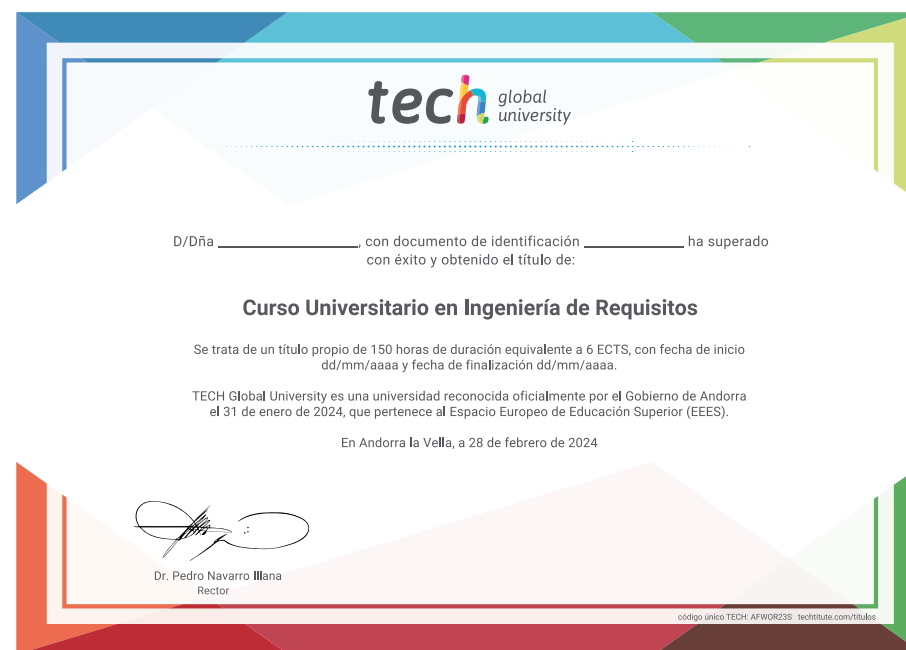 tech global university
D/Dña ____________________, con documento de identificación ______________ ha superado
con éxito y obtenido el título de:
Curso Universitario en Ingeniería de Requisitos
Se trata de un título propio de 150 horas de duración equivalente a 6 ECTS, con fecha de inicio
dd/mm/aaaa y fecha de finalización dd/mm/aaaa.
TECH Global University es una universidad reconocida oficialmente por el Gobierno de Andorra
el 31 de enero de 2024, que pertenece al Espacio Europeo de Educación Superior (EEES).
En Andorra la Vella, a 28 de febrero de 2024
Dr. Pedro Navarro Illana
Rector
código único TECH: AFWOR23S techtitute.com/titulos